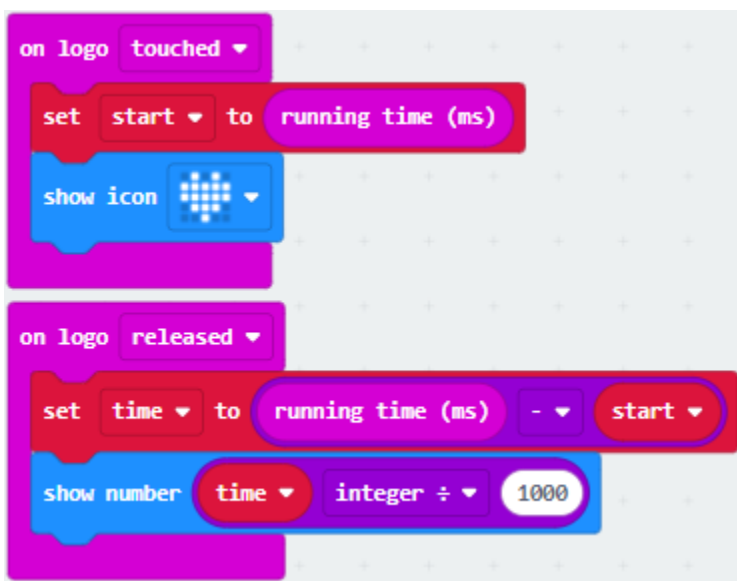 on logo touched
set start to running time (ms)
show icon
on logo released
set time to running time (ms) - start
show number time integer ÷ 1000